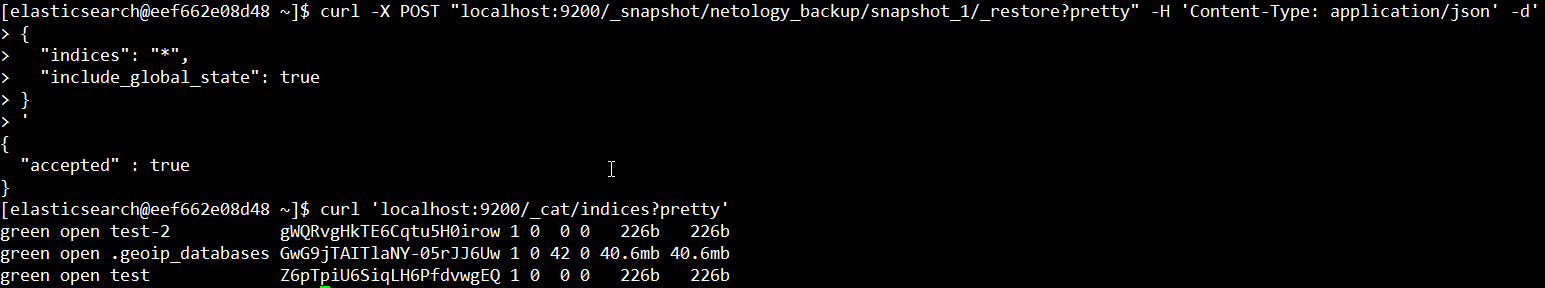 [elasticsearch@eef662e08d48 ~]$ curl -X POST "localhost:9200/_snapshot/netology_backup/snapshot_1/_restore?pretty" -H 'Content-Type: application/json' -d'
> {
>   "indices": "*",
>   "include_global_state": true
> }
> '
{
  "accepted" : true
}
[elasticsearch@eef662e08d48 ~]$ curl 'localhost:9200/_cat/indices?pretty'
green open test-2           gWQRvgHkTE6Cqtu5H0irow 1 0  0 0   226b   226b
green open .geoip_databases GwG9jTAITlaNY-05rJJ6Uw 1 0 42 0 40.6mb 40.6mb
green open test             Z6pTpiU6SiqLH6PfdvwgEQ 1 0  0 0   226b   226b